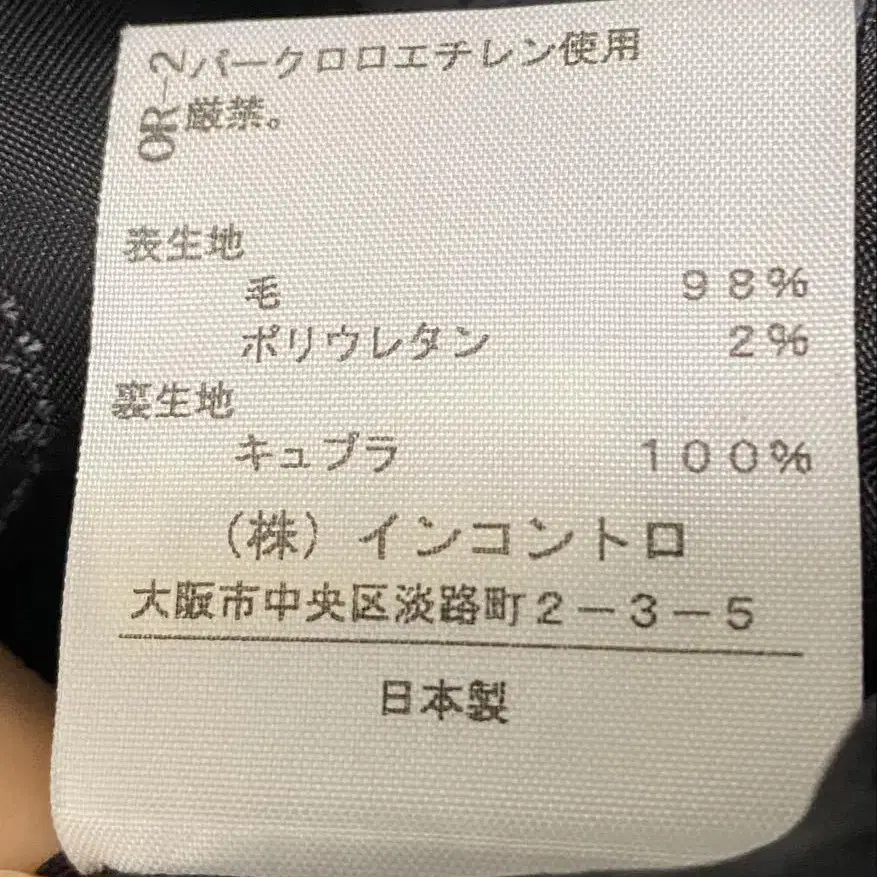 OR-2
パークロロエチレン使用
厳禁。
表生地
毛 98%
ポリウレタン 2%
裏生地
キュプラ 100%
(株)インコントロ
大阪市中央区淡路町2-3-5
日本製